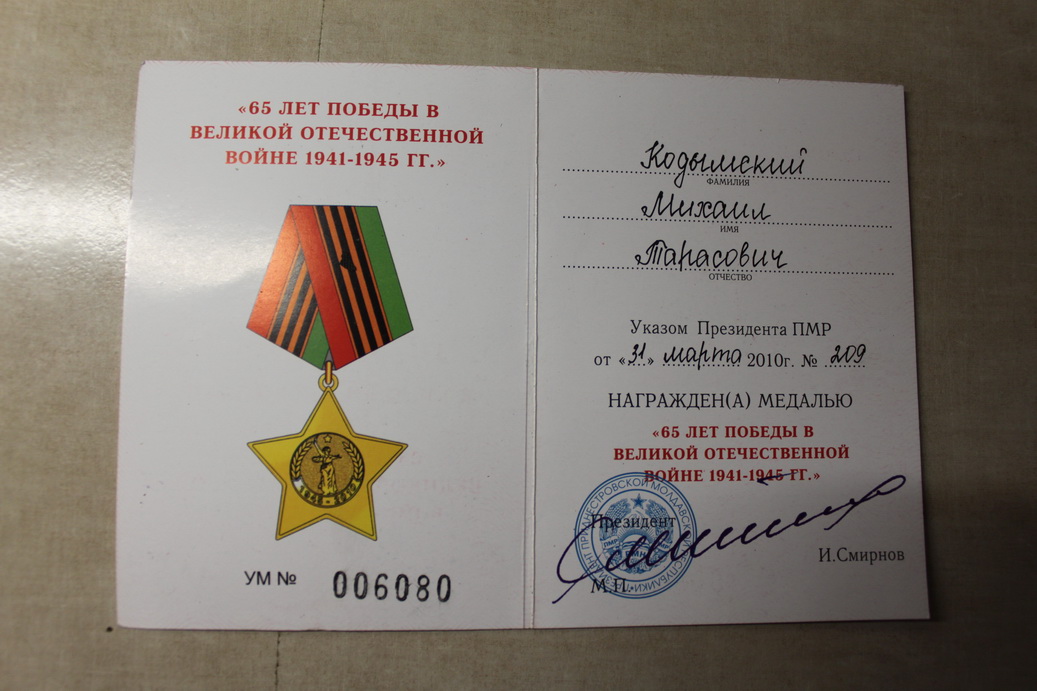 «65 ЛЕТ ПОБЕДЫ В
ВЕЛИКОЙ ОТЕЧЕСТВЕННОЙ
ВОЙНЕ 1941-1945 ГГ.»
УМ № 006080
Кодымский
ФАМИЛИЯ
Михаил
ИМЯ
Тарасович
ОТЧЕСТВО
Указом Президента ПМР
от «31» марта 2010г. № 209
НАГРАЖДЕН(А) МЕДАЛЬЮ
«65 ЛЕТ ПОБЕДЫ В
ВЕЛИКОЙ ОТЕЧЕСТВЕННОЙ
ВОЙНЕ 1941-1945 ГГ.»
Президент
И.Смирнов
М.П.